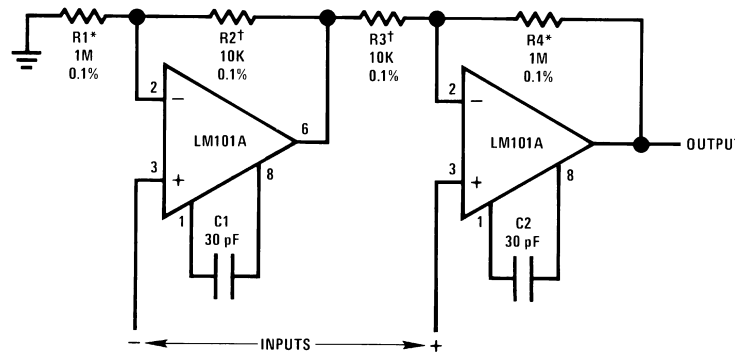 R1*
1M
0.1%
R2†
10K
0.1%
R3†
10K
0.1%
R4*
1M
0.1%
2
−
LM101A
6
3
+
8
1
C1
30 pF
2
−
LM101A
OUTPUT
3
+
8
1
C2
30 pF
− INPUTS +